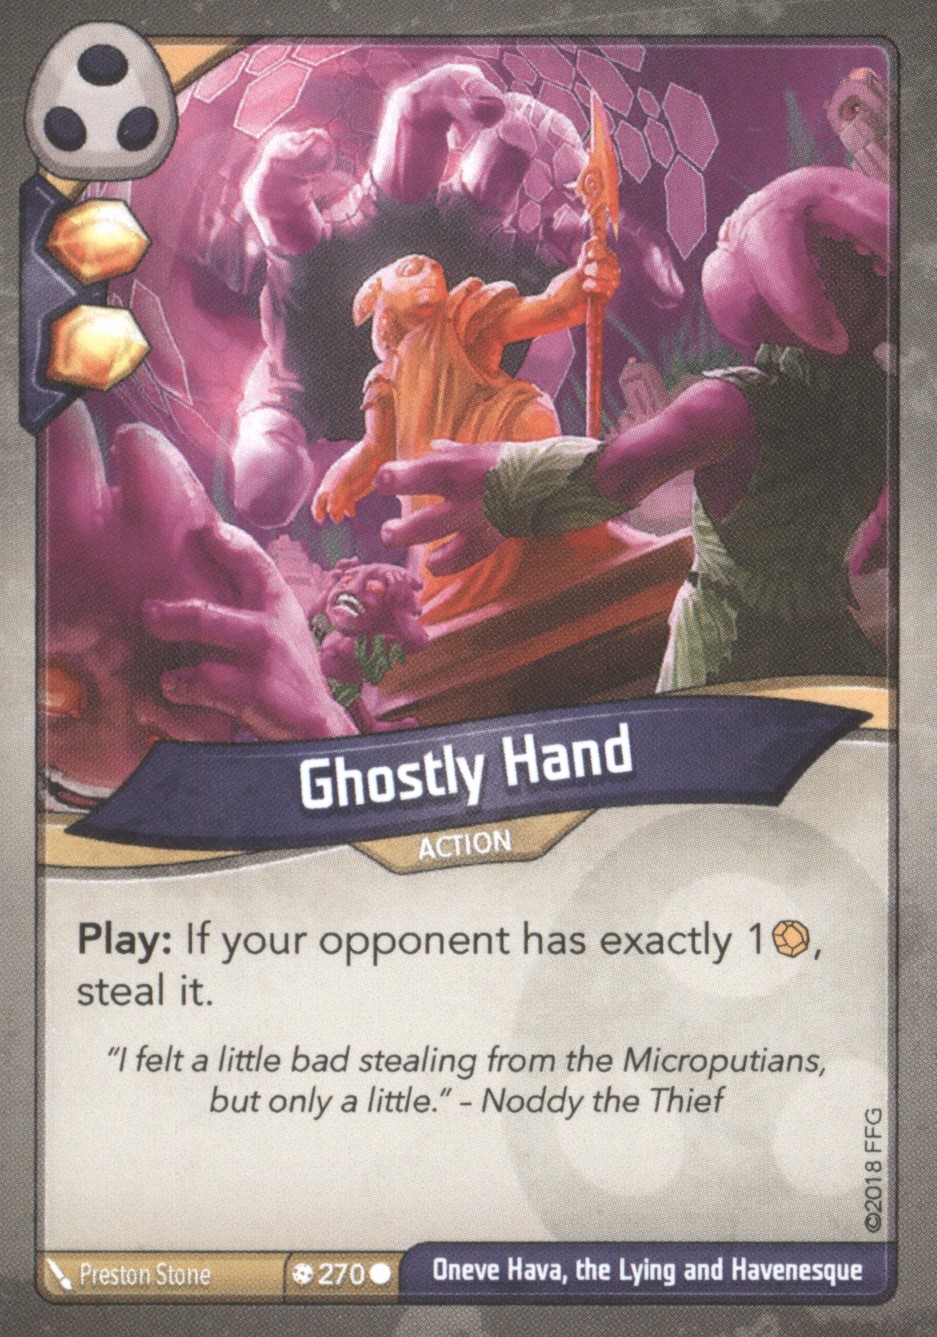 Ghostly Hand
ACTION
Play: If your opponent has exactly 1,
steal it.
“I felt a little bad stealing from the Microputians,
but only a little.” – Noddy the Thief
©2018 FFG
Preston Stone
270
Oneve Hava, the Lying and Havenesque